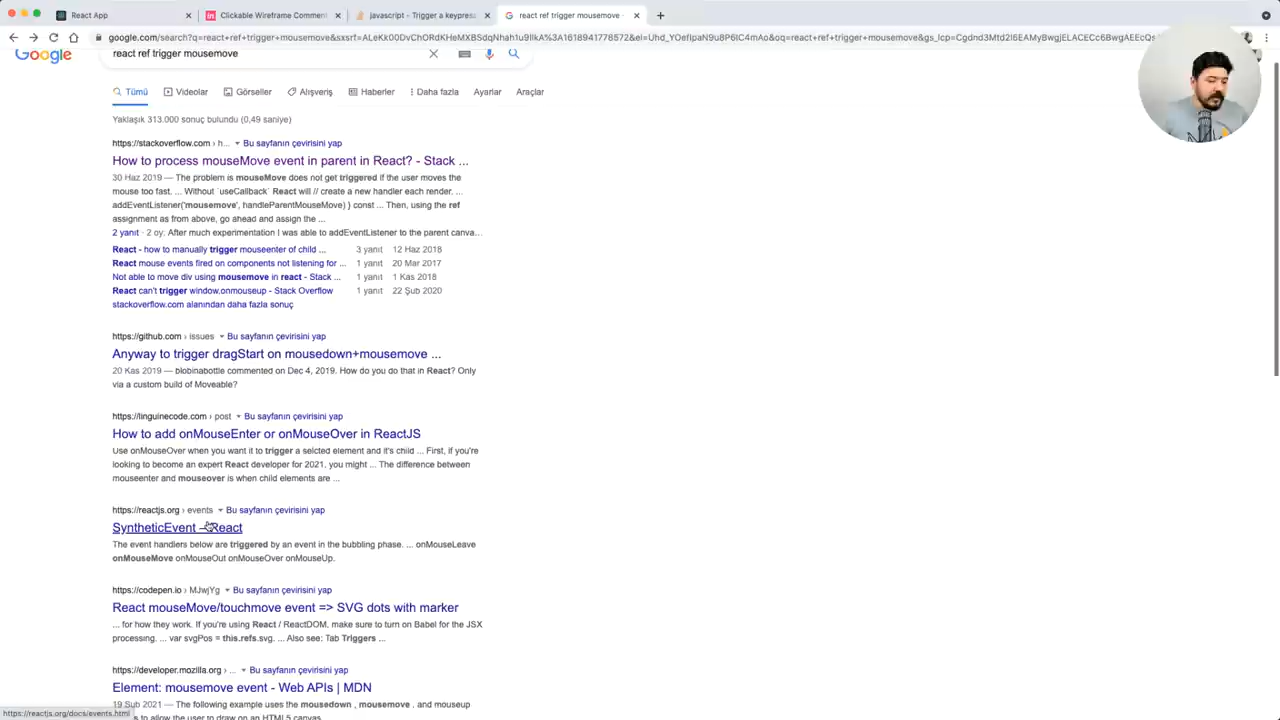 React App
Clickable Wireframe Comment
javascript - Trigger a keypress
react ref trigger mousemove -
google.com/search?q=react+ref+trigger+mousemove&sxsrf=
Google
react ref trigger mousemove
Tümü
Videolar
Görseller
Alışveriş
Haberler
Daha fazla
Ayarlar
Araçlar
Yaklaşık 313.000 sonuç bulundu (0,49 saniye)
https://stackoverflow.com › h... Bu sayfanın çevirisini yap
How to process mouseMove event in parent in React? - Stack ...
30 Haz 2019 — The problem is mouseMove does not get triggered if the user moves the
mouse too fast. ... Without `useCallback` React will // create a new handler each render. ...
addEventListener('mousemove', handleParentMouseMove) } const ... Then, using the ref
assignment as from above, go ahead and assign the ...
2 yanıt · 2 oy: After much experimentation I was able to addEventListener to the parent canva...
React - how to manually trigger mouseenter of child ... 3 yanıt 12 Haz 2018
React mouse events fired on components not listening for ... 1 yanıt 20 Mar 2017
Not able to move div using mousemove in react - Stack ... 1 yanıt 1 Kas 2018
React can't trigger window.onmouseup - Stack Overflow 1 yanıt 22 Şub 2020
stackoverflow.com alanından daha fazla sonuç
https://github.com › issues Bu sayfanın çevirisini yap
Anyway to trigger dragStart on mousedown+mousemove ...
20 Kas 2019 — blobinabottle commented on Dec 4, 2019. How do you do that in React? Only
via a custom build of Moveable?
https://linguinecode.com › post Bu sayfanın çevirisini yap
How to add onMouseEnter or onMouseOver in ReactJS
Use onMouseOver when you want it to trigger a selcted element and it's child ... First, if you're
looking to become an expert React developer for 2021, you might ... The difference between
mouseenter and mouseover is when child elements are ...
https://reactjs.org › events Bu sayfanın çevirisini yap
SyntheticEvent – React
The event handlers below are triggered by an event in the bubbling phase. ... onMouseLeave
onMouseMove onMouseOut onMouseOver onMouseUp.
https://codepen.io › MJwjYg Bu sayfanın çevirisini yap
React mouseMove/touchmove event => SVG dots with marker
... for how they work. If you're using React / ReactDOM, make sure to turn on Babel for the JSX
processing. ... var svgPos = this.refs.svg. ... Also see: Tab Triggers ...
https://developer.mozilla.org › ... Bu sayfanın çevirisini yap
Element: mousemove event - Web APIs | MDN
19 Şub 2021 — The following example uses the mousedown , mousemove , and mouseup
to allow the user to draw on an HTML5 canvas.
https://reactjs.org/docs/events.html